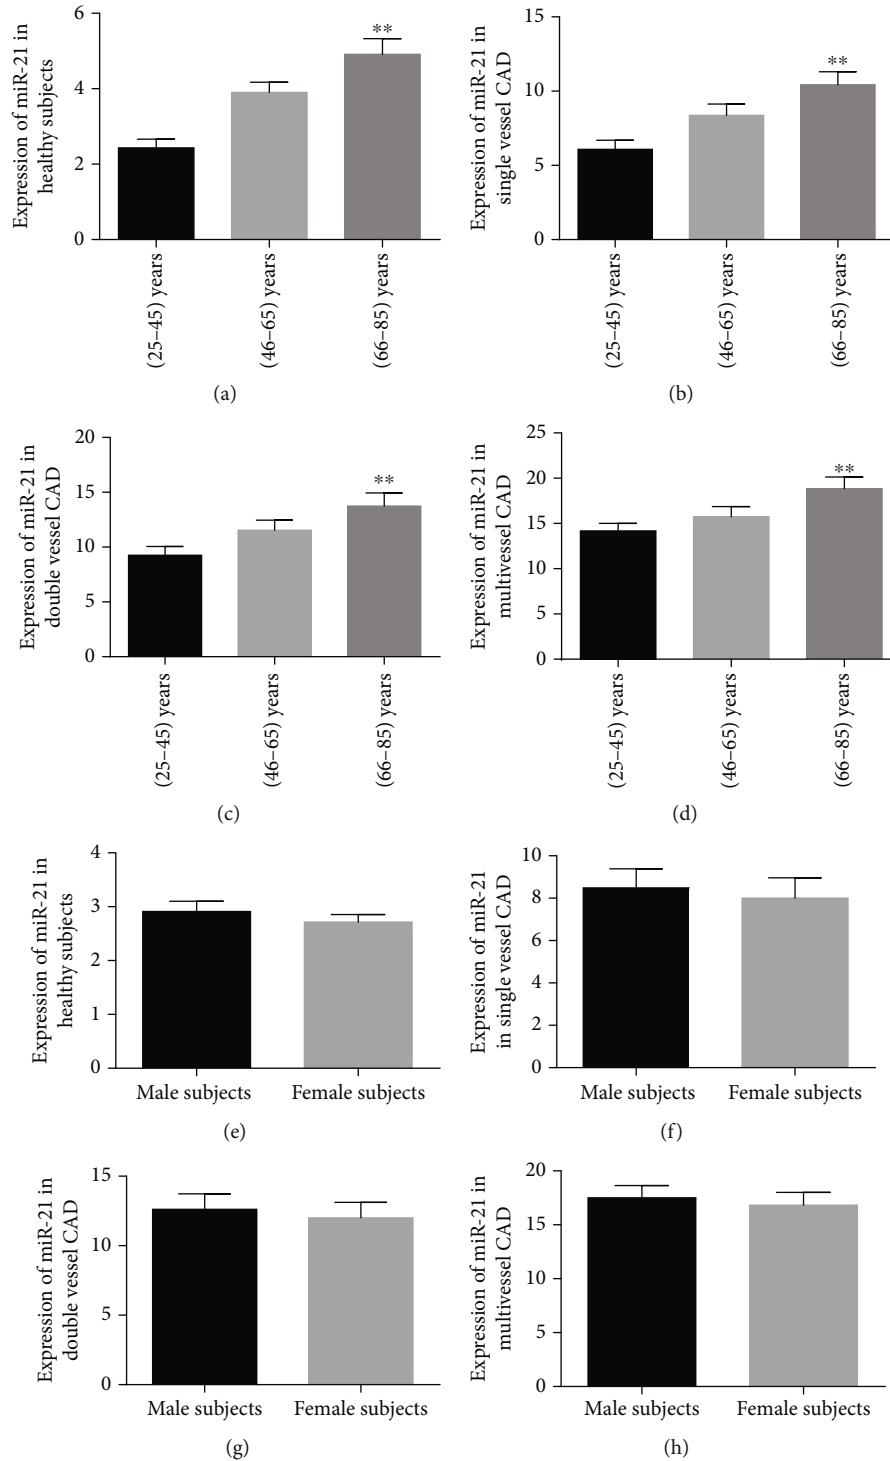 Expression of miR-21 in
healthy subjects
6
4
2
0
**
(25–45) years
(46–65) years
(66–85) years
(a)
Expression of miR-21 in
single vessel CAD
15
10
5
0
**
(25–45) years
(46–65) years
(66–85) years
(b)
Expression of miR-21 in
double vessel CAD
20
15
10
5
0
**
(25–45) years
(46–65) years
(66–85) years
(c)
Expression of miR-21 in
multivessel CAD
25
20
15
10
5
0
**
(25–45) years
(46–65) years
(66–85) years
(d)
Expression of miR-21 in
healthy subjects
4
3
2
1
0
Male subjects
Female subjects
(e)
Expression of miR-21
in single vessel CAD
10
8
6
4
2
0
Male subjects
Female subjects
(f)
Expression of miR-21 in
double vessel CAD
15
10
5
0
Male subjects
Female subjects
(g)
Expression of miR-21 in
multivessel CAD
20
15
10
5
0
Male subjects
Female subjects
(h)